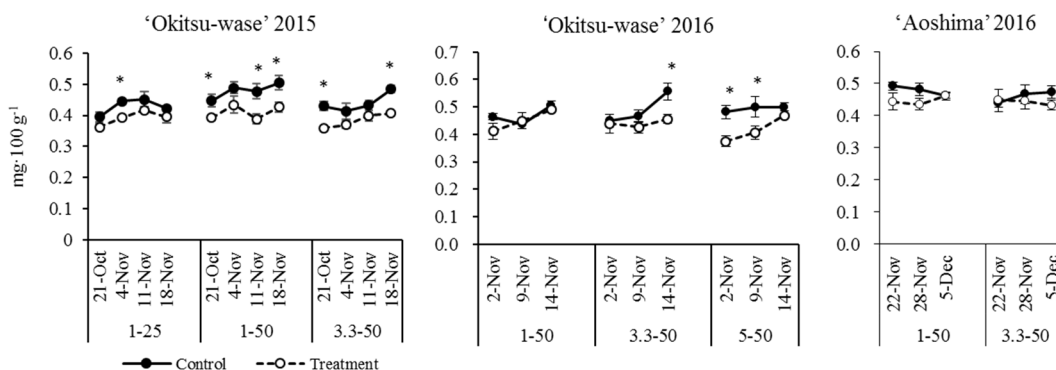 ‘Okitsu-wase’ 2015
‘Okitsu-wase’ 2016
‘Aoshima’ 2016
mg·100 g-1
0.6
0.5
0.4
0.3
0.2
0.1
0
* * * * * *
21-Oct
4-Nov
11-Nov
18-Nov
21-Oct
4-Nov
11-Nov
18-Nov
21-Oct
4-Nov
11-Nov
18-Nov
1-25 1-50 3.3-50
0.7
0.6
0.5
0.4
0.3
0.2
0.1
0.0
* * *
2-Nov
9-Nov
14-Nov
2-Nov
9-Nov
14-Nov
2-Nov
9-Nov
14-Nov
1-50 3.3-50 5-50
0.6
0.5
0.4
0.3
0.2
0.1
0.0
22-Nov
28-Nov
5-Dec
22-Nov
28-Nov
5-Dec
1-50 3.3-50
Control Treatment